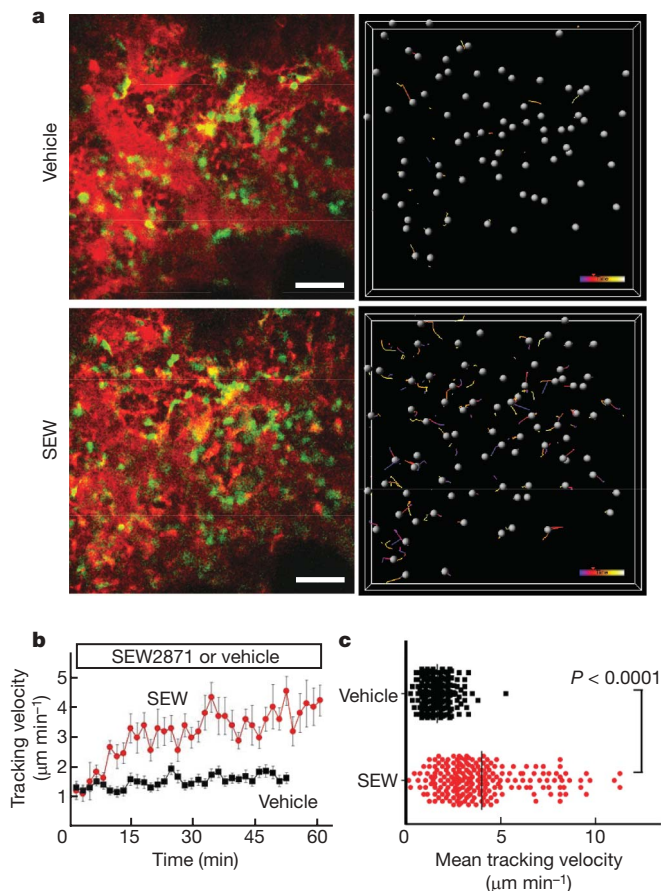 a
Vehicle
SEW
b
SEW2871 or vehicle
SEW
Vehicle
5
4
3
2
1
Tracking velocity
(µm min⁻¹)
0
15
30
45
60
Time (min)
c
Vehicle
SEW
P < 0.0001
0
5
10
Mean tracking velocity
(µm min⁻¹)